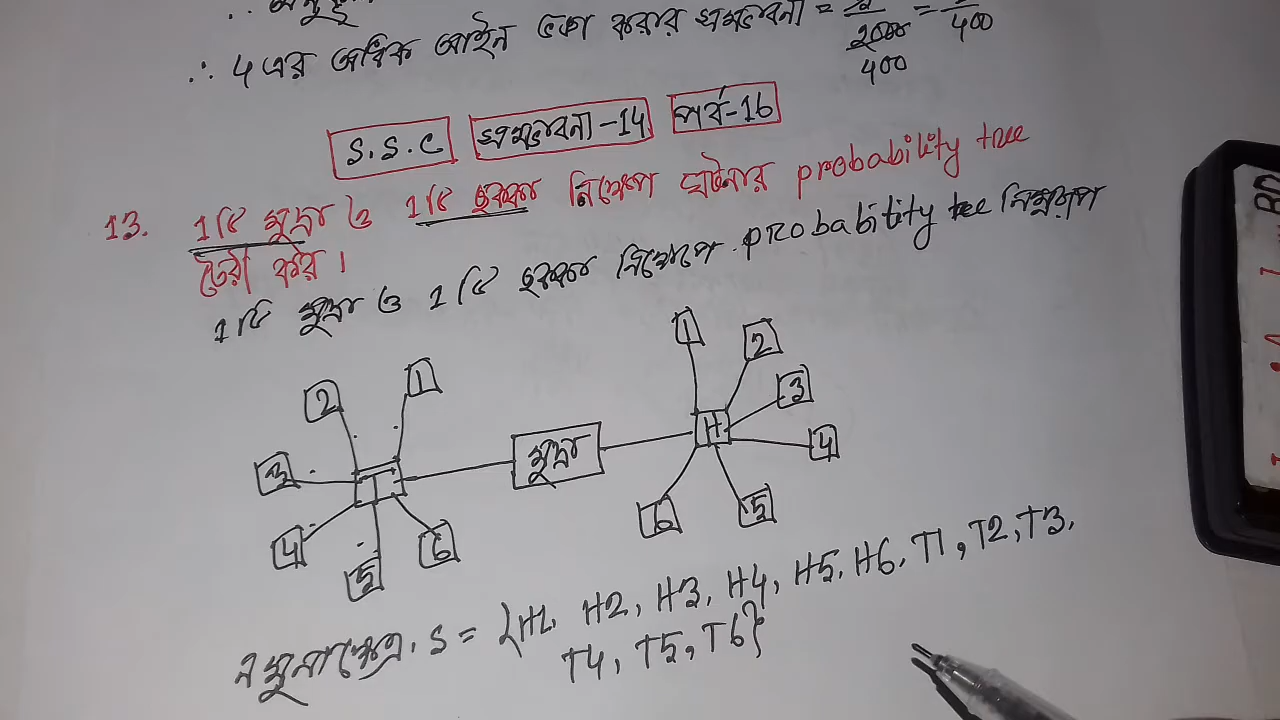 ∴ 4 এর অধিক আইন ভঙ্গ করার সম্ভাবনা = 2000 = 400
400
S.S.C সম্ভাবনা-14 পর্ব-16
13. 1টি মুদ্রা ও 1টি ছক্কা নিক্ষেপ ঘটনার probability tree
তৈরী কর।
1টি মুদ্রা ও 1টি ছক্কা নিক্ষেপে probability tree নিম্নরূপ
2 1 1 2
3 3
T মুদ্রা H 4
4 5 6 6 5
নমুনাক্ষেত্র, S = {H1, H2, H3, H4, H5, H6, T1, T2, T3,
T4, T5, T6}